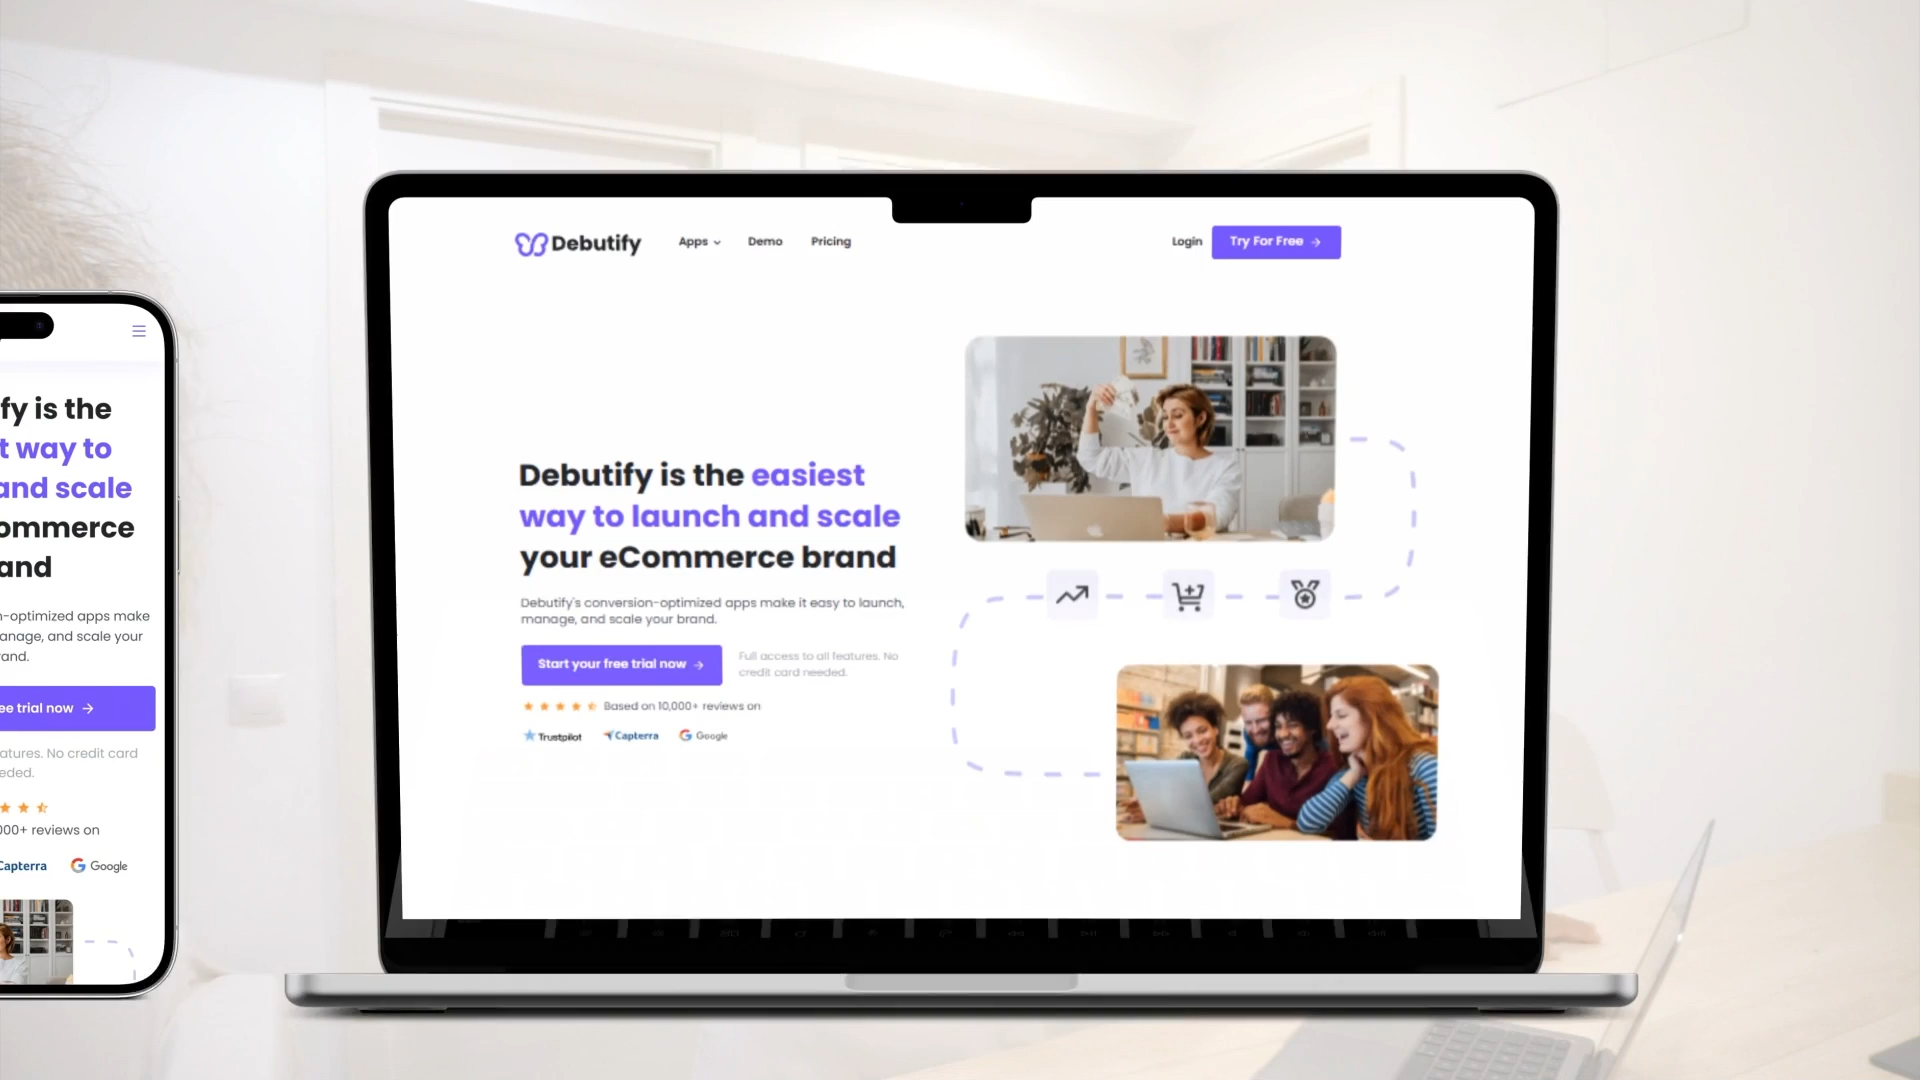 Debutify
Apps
Demo
Pricing
Login
Try For Free
Debutify is the easiest
way to launch and scale
your eCommerce brand
Debutify's conversion-optimized apps make it easy to launch,
manage, and scale your brand.
Start your free trial now
Full access to all features. No
credit card needed.
Based on 10,000+ reviews on
Trustpilot
Capterra
Google
fy is the
t way to
and scale
ommerce
and
n-optimized apps make
anage, and scale your
and.
ee trial now
atures. No credit card
eded.
000+ reviews on
Capterra
Google